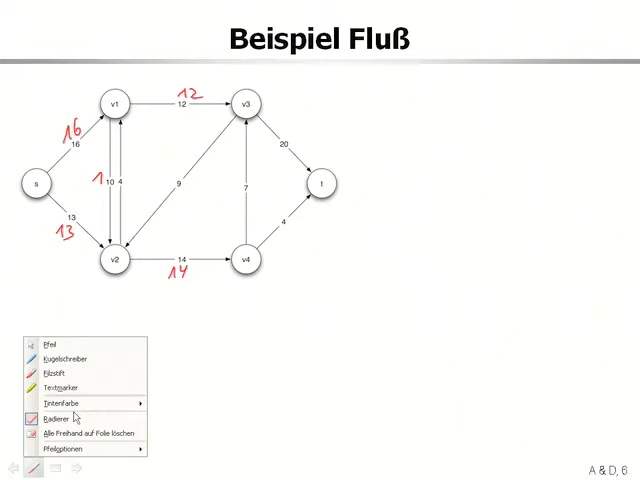 Beispiel Fluß
v1
12
12
v3
16
16
20
s
1
10
4
9
7
t
13
13
4
v2
14
14
v4
Pfeil
Kugelschreiber
Filzstift
Textmarker
Tintenfarbe
Radierer
Alle Freihand auf Folie löschen
Pfeiloptionen
A & D, 6